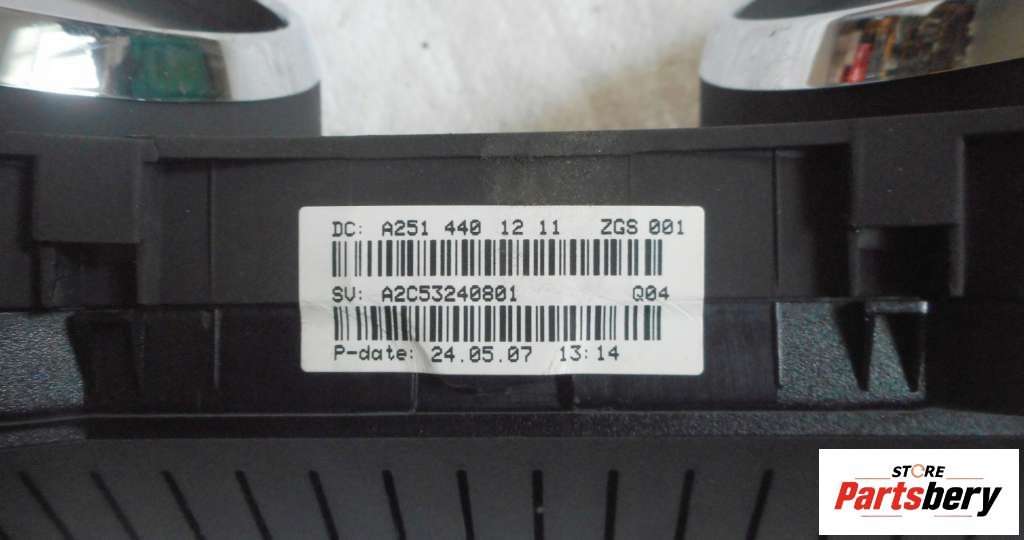 DC: A251 440 12 11 ZGS 001
SV: A2C53240801 Q04
P-date: 24.05.07 13:14
STORE
Partsbery